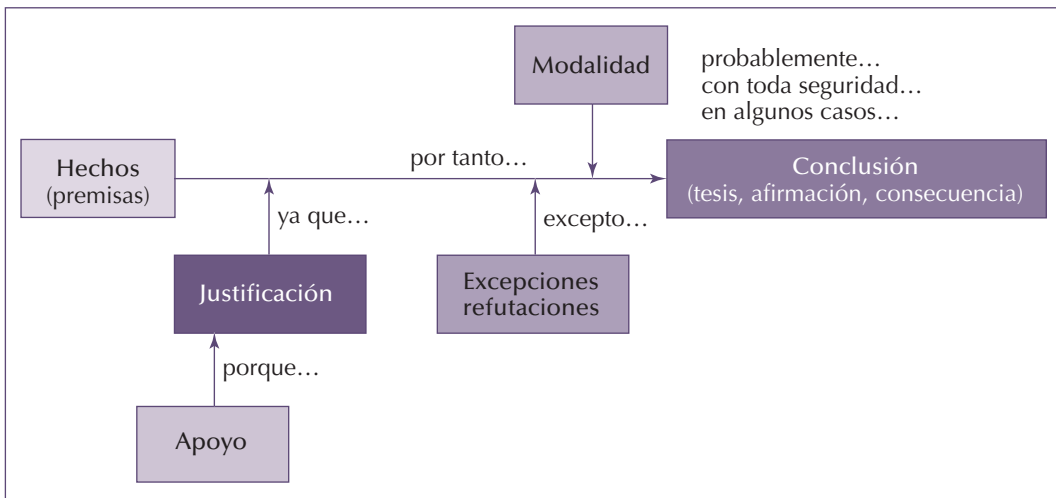 Modalidad
probablemente…
con toda seguridad…
en algunos casos…
Hechos
(premisas)
por tanto…
Conclusión
(tesis, afirmación, consecuencia)
ya que…
excepto…
Justificación
Excepciones
refutaciones
porque…
Apoyo